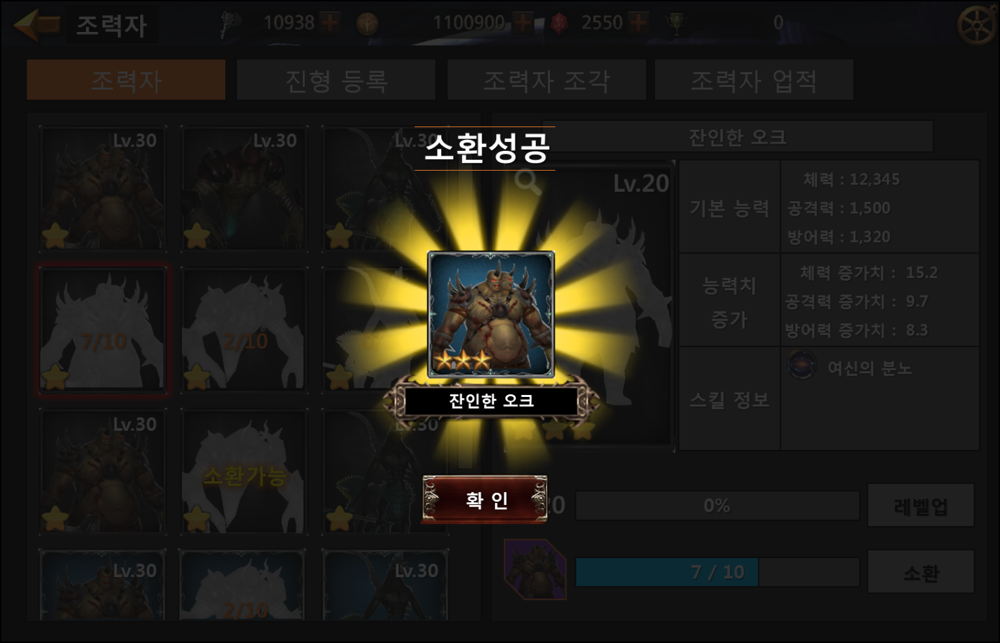 조력자
10938
1100900
2550
0
조력자
진형 등록
조력자 조각
조력자 업적
Lv.30
Lv.30
Lv.30
소환성공
잔인한 오크
Lv.20
기본 능력
체력 : 12,345
공격력 : 1,500
방어력 : 1,320
능력치
증가
체력 증가치 : 15.2
공격력 증가치 : 9.7
방어력 증가치 : 8.3
스킬 정보
여신의 분노
7/10
2/10
잔인한 오크
Lv.30
소환가능
확 인
0%
레벨업
7 / 10
소환
Lv.30
2/10
Lv.30